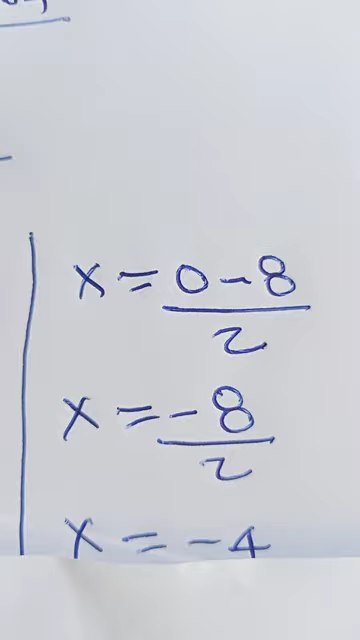 x = 0 - 8
2
x = - 8
2
x = - 4